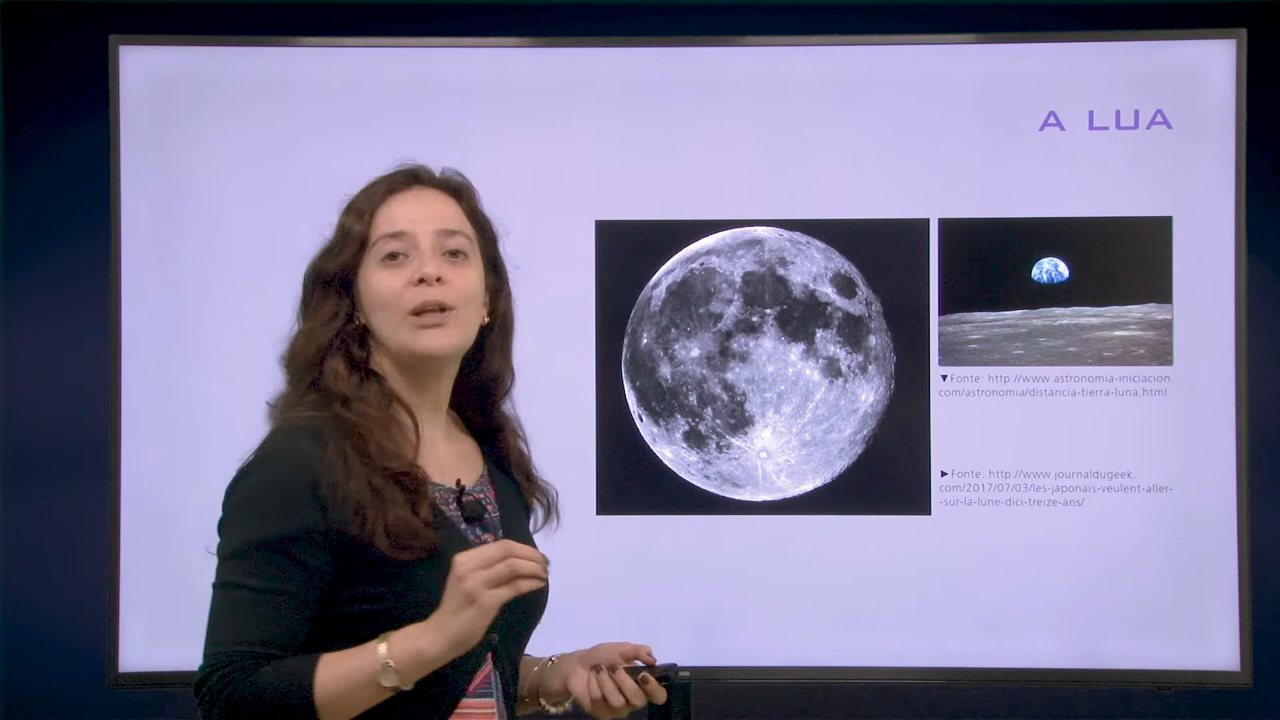 A LUA
▼Fonte: http://www.astronomia-iniciacion.
com/astronomia/distancia-tierra-luna.html
►Fonte: http://www.journaldugeek.
com/2017/07/03/les-japonais-veulent-aller-
-sur-la-lune-dici-treize-ans/